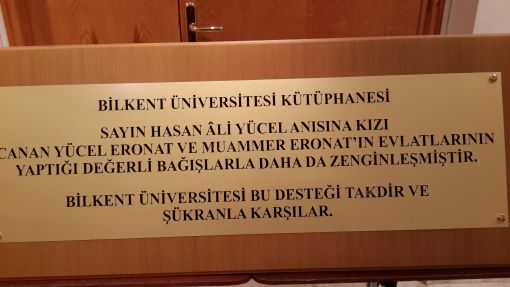 BİLKENT ÜNİVERSİTESİ KÜTÜPHANESİ
SAYIN HASAN ÂLİ YÜCEL ANISINA KIZI
CANAN YÜCEL ERONAT VE MUAMMER ERONAT'IN EVLATLARININ
YAPTIĞI DEĞERLİ BAĞIŞLARLA DAHA DA ZENGİNLEŞMİŞTİR.
BİLKENT ÜNİVERSİTESİ BU DESTEĞİ TAKDİR VE
ŞÜKRANLA KARŞILAR.